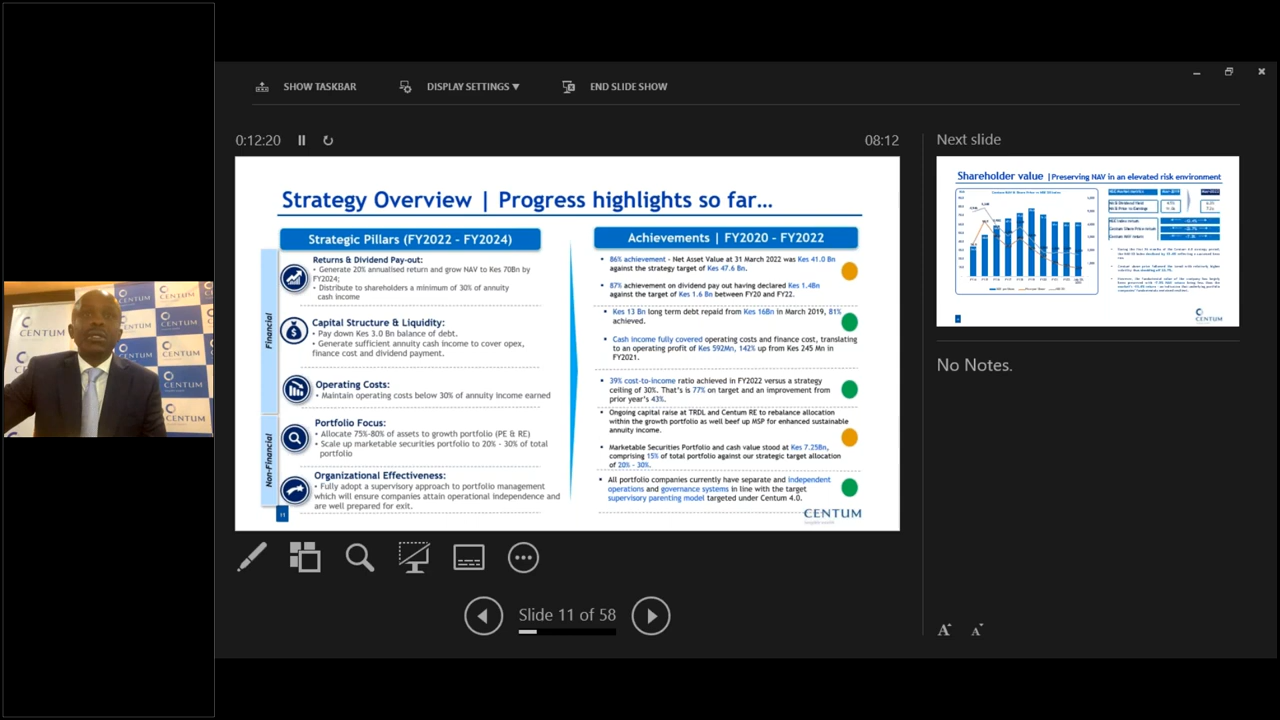 SHOW TASKBAR
DISPLAY SETTINGS ▼
END SLIDE SHOW
0:12:20
08:12
Next slide
Strategy Overview | Progress highlights so far...
Strategic Pillars (FY2022 - FY2024)
Financial
Returns & Dividend Pay-out:
• Generate 20% annualised return and grow NAV to Kes 70Bn by
FY2024;
• Distribute to shareholders a minimum of 30% of annuity
cash income
Capital Structure & Liquidity:
• Pay down Kes 3.0 Bn balance of debt.
• Generate sufficient annuity cash income to cover opex,
finance cost and dividend payment.
Operating Costs:
• Maintain operating costs below 30% of annuity income earned
Non-Financial
Portfolio Focus:
• Allocate 75%-80% of assets to growth portfolio (PE & RE)
• Scale up marketable securities portfolio to 20% - 30% of total
portfolio
Organizational Effectiveness:
• Fully adopt a supervisory approach to portfolio management
which will ensure companies attain operational independence and
are well prepared for exit.
11
Achievements | FY2020 - FY2022
• 86% achievement - Net Asset Value at 31 March 2022 was Kes 41.0 Bn
against the strategy target of Kes 47.6 Bn.
• 87% achievement on dividend pay out having declared Kes 1.4Bn
against the target of Kes 1.6 Bn between FY20 and FY22.
• Kes 13 Bn long term debt repaid from Kes 16Bn in March 2019, 81%
achieved.
• Cash income fully covered operating costs and finance cost, translating
to an operating profit of Kes 592Mn, 142% up from Kes 245 Mn in
FY2021.
• 39% cost-to-income ratio achieved in FY2022 versus a strategy
ceiling of 30%. That's is 77% on target and an improvement from
prior year's 43%.
• Ongoing capital raise at TRDL and Centum RE to rebalance allocation
within the growth portfolio as well beef up MSP for enhanced sustainable
annuity income.
• Marketable Securities Portfolio and cash value stood at Kes 7.25Bn,
comprising 15% of total portfolio against our strategic target allocation
of 20% - 30%.
• All portfolio companies currently have separate and independent
operations and governance systems in line with the target
supervisory parenting model targeted under Centum 4.0.
CENTUM
Shareholder value | Preserving NAV in an elevated risk environment
CENTUM
No Notes.
Slide 11 of 58
A
A
CENTUM
CENTUM
CENTUM
CENTUM